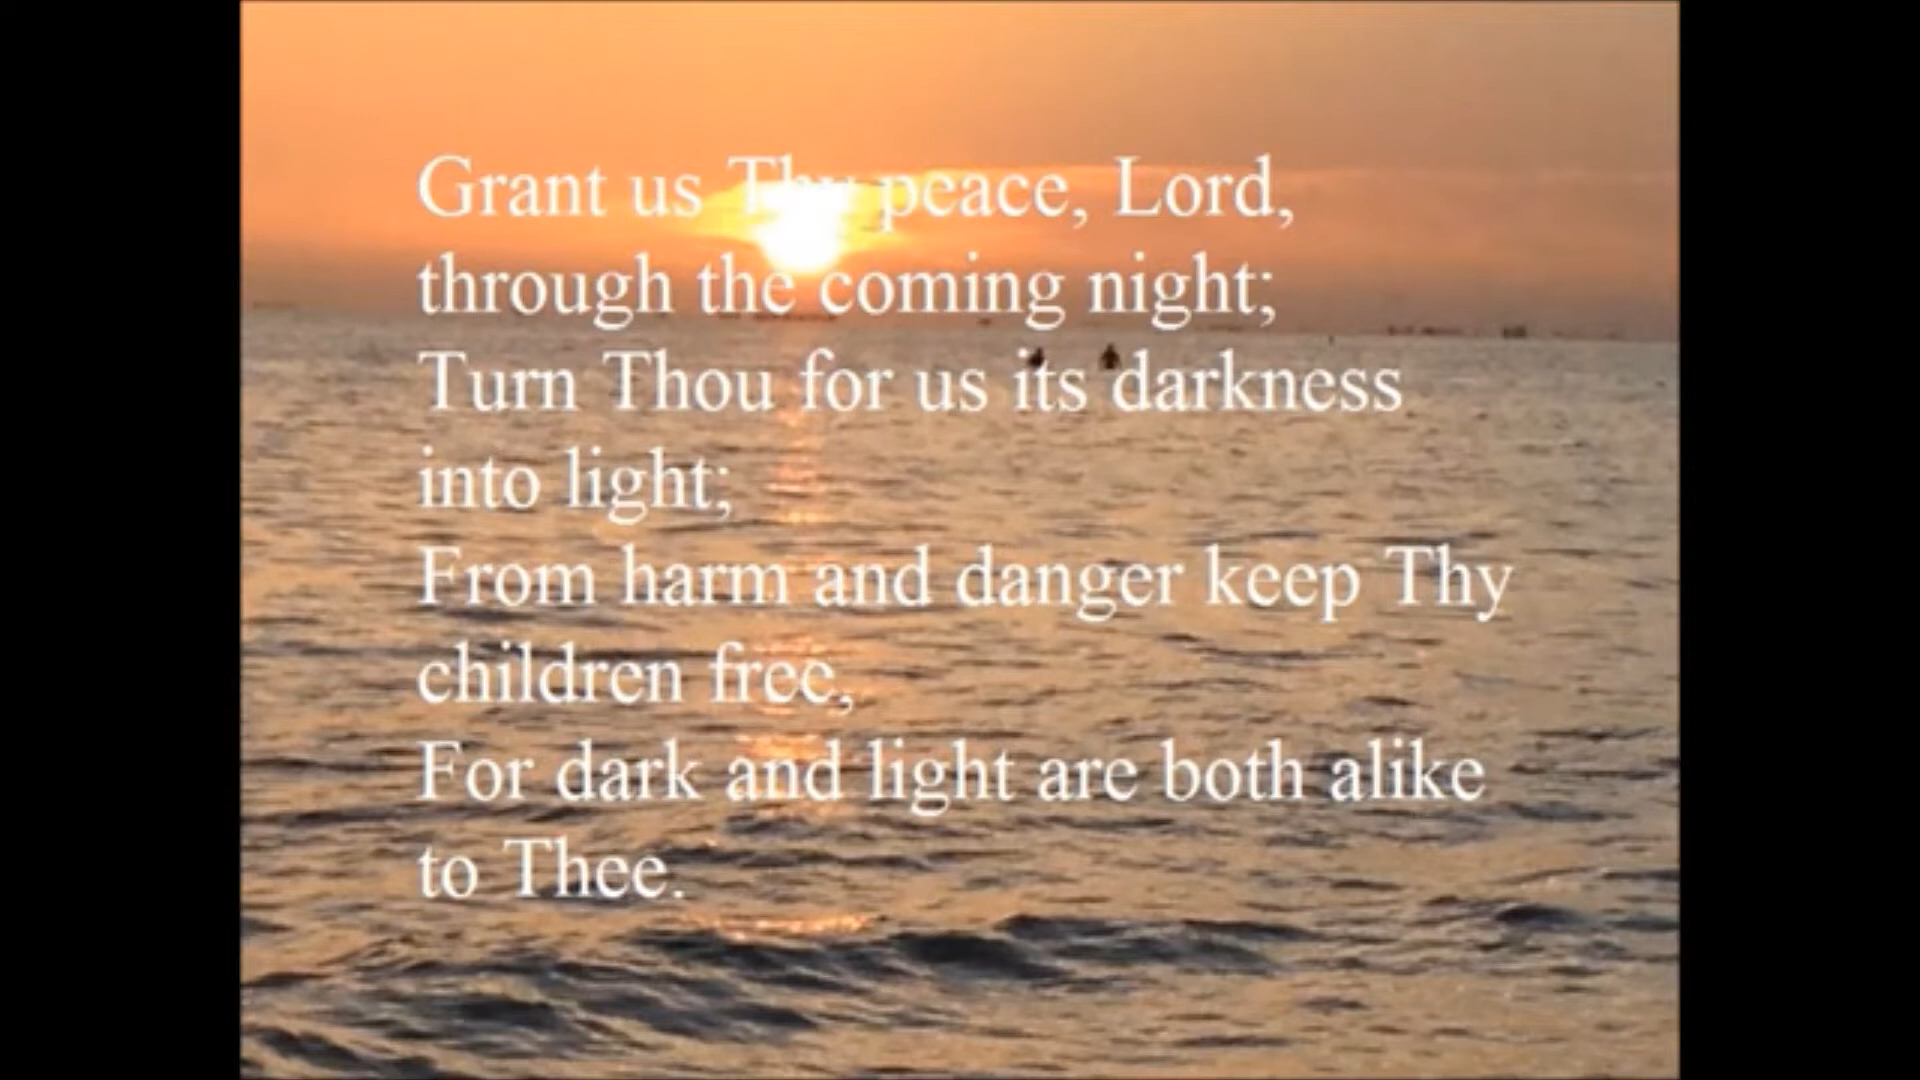 Grant us Thy peace, Lord,
through the coming night;
Turn Thou for us its darkness
into light;
From harm and danger keep Thy
children free,
For dark and light are both alike
to Thee.